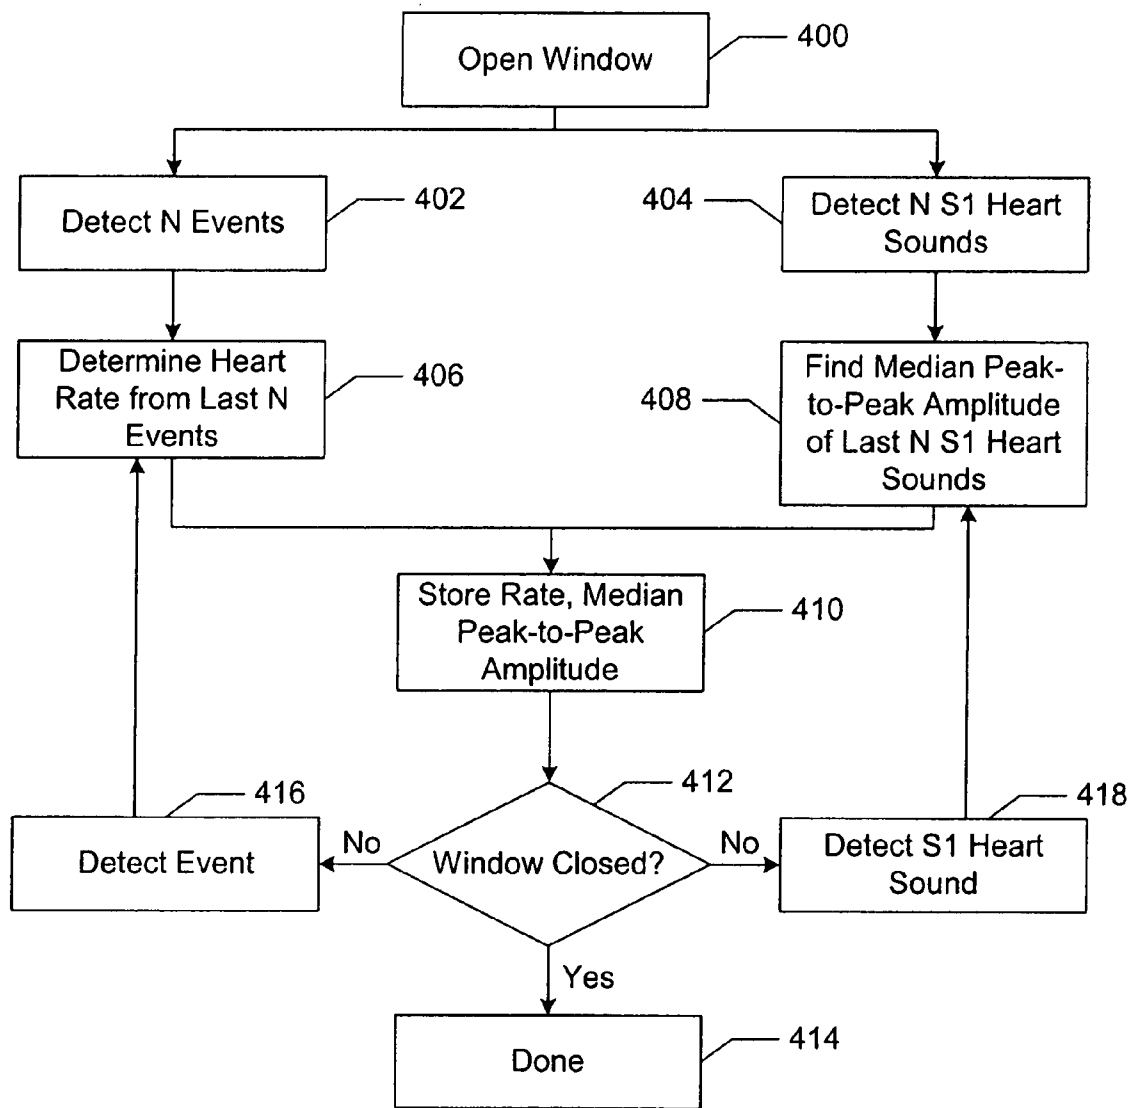 Open Window
400
Detect N Events
402
404
Detect N S1 Heart
Sounds
Determine Heart
Rate from Last N
Events
406
408
Find Median Peak-
to-Peak Amplitude
of Last N S1 Heart
Sounds
Store Rate, Median
Peak-to-Peak
Amplitude
410
412
Window Closed?
416
Detect Event
No
No
418
Detect S1 Heart
Sound
Yes
Done
414